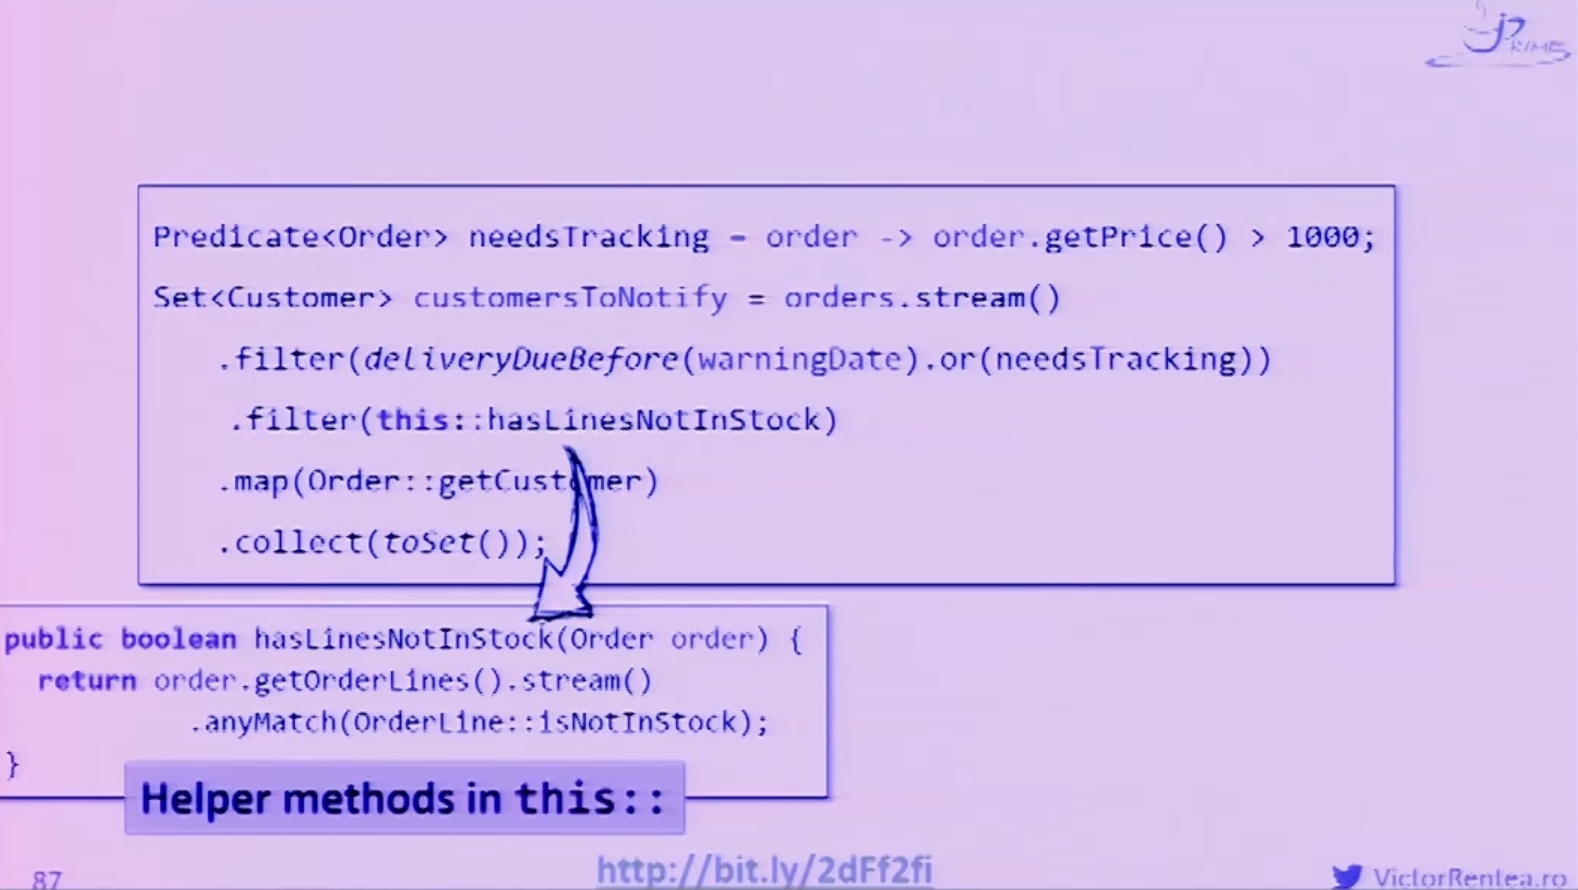 JPRIME
Predicate<Order> needsTracking = order -> order.getPrice() > 1000;
Set<Customer> customersToNotify = orders.stream()
.filter(deliveryDueBefore(warningDate).or(needsTracking))
.filter(this::hasLinesNotInStock)
.map(Order::getCustomer)
.collect(toSet());
public boolean hasLinesNotInStock(Order order) {
return order.getOrderLines().stream()
.anyMatch(OrderLine::isNotInStock);
}
Helper methods in this::
87
http://bit.ly/2dFf2fi
VictorRentea.ro